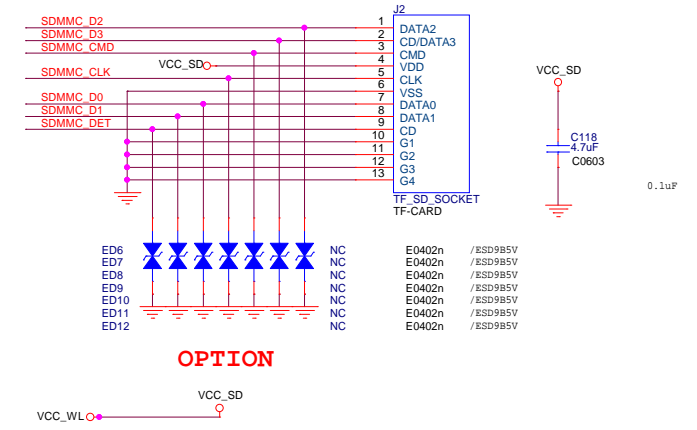 J2
SDMMC_D2 1 DATA2
SDMMC_D3 2 CD/DATA3
SDMMC_CMD 3 CMD
VCC_SD 4 VDD
SDMMC_CLK 5 CLK
6 VSS
SDMMC_D0 7 DATA0
SDMMC_D1 8 DATA1
SDMMC_DET 9 CD
10 G1
11 G2
12 G3
13 G4
TF_SD_SOCKET
TF-CARD
VCC_SD
C118
4.7uF
C0603
0.1uF
ED6 NC E0402n /ESD9B5V
ED7 NC E0402n /ESD9B5V
ED8 NC E0402n /ESD9B5V
ED9 NC E0402n /ESD9B5V
ED10 NC E0402n /ESD9B5V
ED11 NC E0402n /ESD9B5V
ED12 NC E0402n /ESD9B5V
OPTION
VCC_SD
VCC_WL